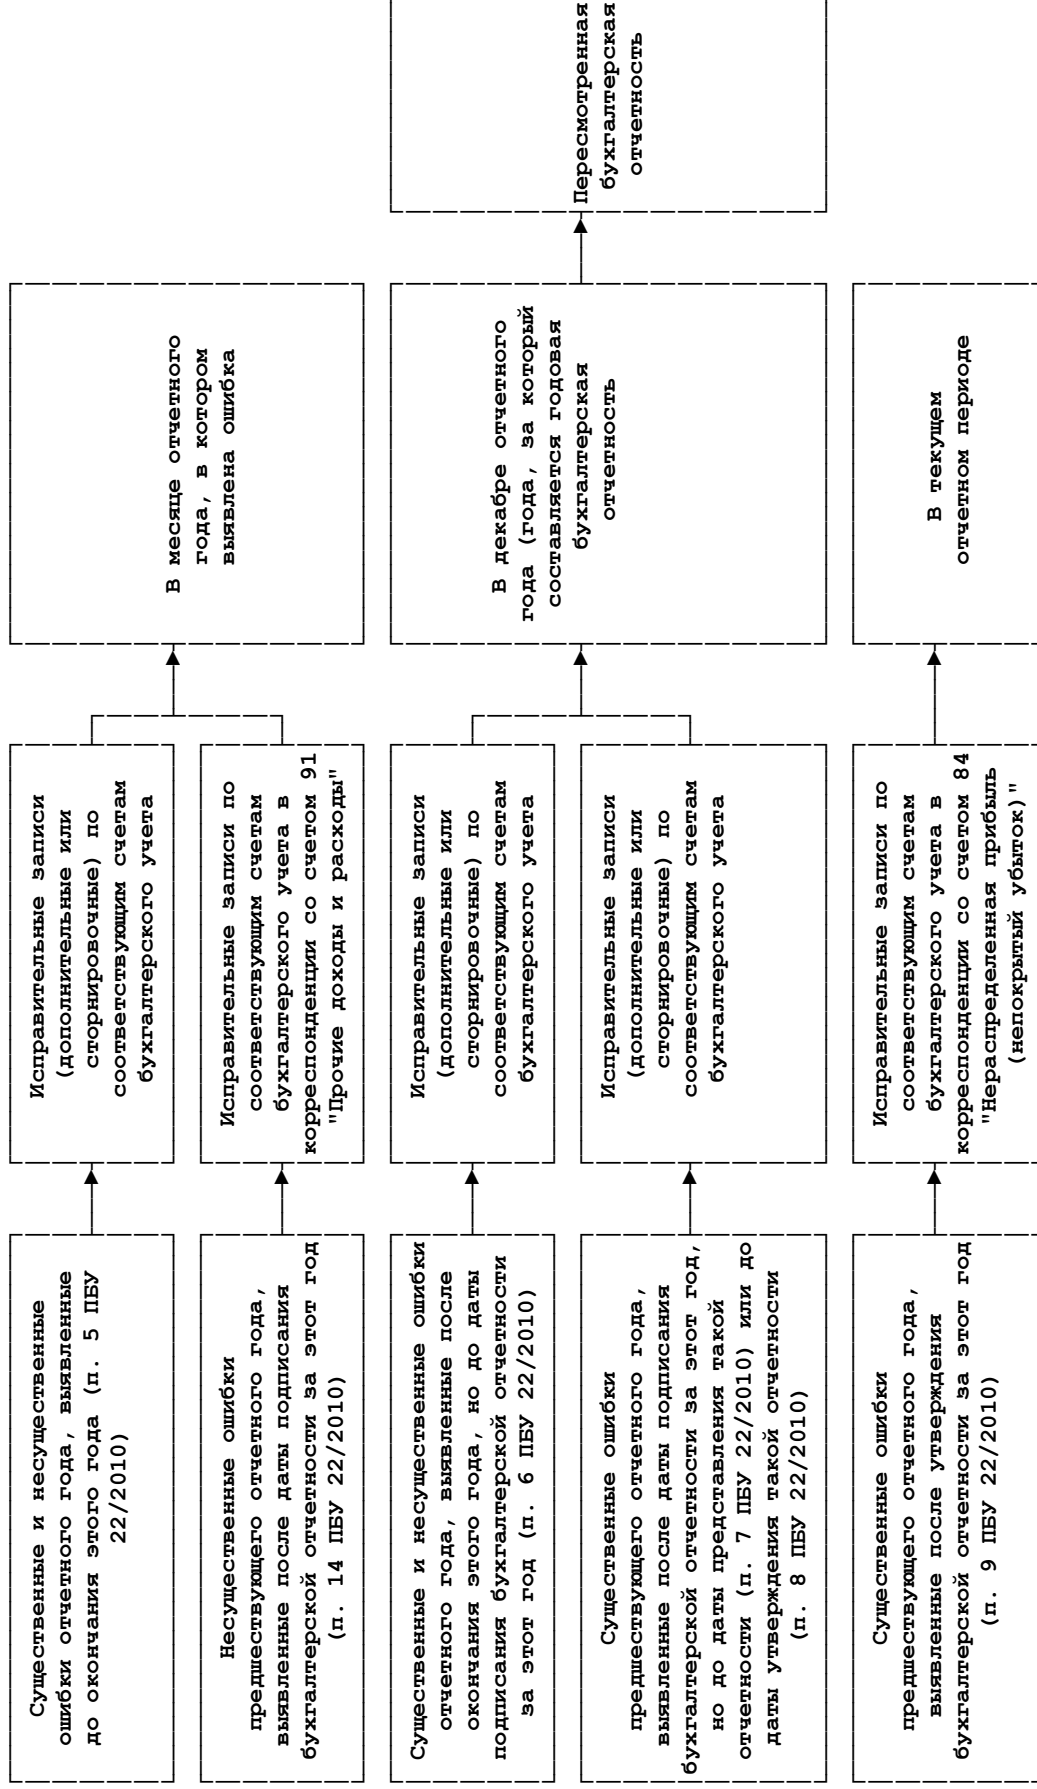 Существенные и несущественные
ошибки отчетного года, выявленные
до окончания этого года (п. 5 ПБУ
22/2010)
Исправительные записи
(дополнительные или
сторнировочные) по
соответствующим счетам
бухгалтерского учета
В месяце отчетного
года, в котором
выявлена ошибка
Несущественные ошибки
предшествующего отчетного года,
выявленные после даты подписания
бухгалтерской отчетности за этот год
(п. 14 ПБУ 22/2010)
Исправительные записи по
соответствующим счетам
бухгалтерского учета в
корреспонденции со счетом 91
"Прочие доходы и расходы"
Существенные и несущественные ошибки
отчетного года, выявленные после
окончания этого года, но до даты
подписания бухгалтерской отчетности
за этот год (п. 6 ПБУ 22/2010)
Исправительные записи
(дополнительные или
сторнировочные) по
соответствующим счетам
бухгалтерского учета
В декабре отчетного
года (года, за который
составляется годовая
бухгалтерская
отчетность
Пересмотренная
бухгалтерская
отчетность
Существенные ошибки
предшествующего отчетного года,
выявленные после даты подписания
бухгалтерской отчетности за этот год,
но до даты представления такой
отчетности (п. 7 ПБУ 22/2010) или до
даты утверждения такой отчетности
(п. 8 ПБУ 22/2010)
Исправительные записи
(дополнительные или
сторнировочные) по
соответствующим счетам
бухгалтерского учета
Существенные ошибки
предшествующего отчетного года,
выявленные после утверждения
бухгалтерской отчетности за этот год
(п. 9 ПБУ 22/2010)
Исправительные записи по
соответствующим счетам
бухгалтерского учета в
корреспонденции со счетом 84
"Нераспределенная прибыль
(непокрытый убыток)"
В текущем
отчетном периоде